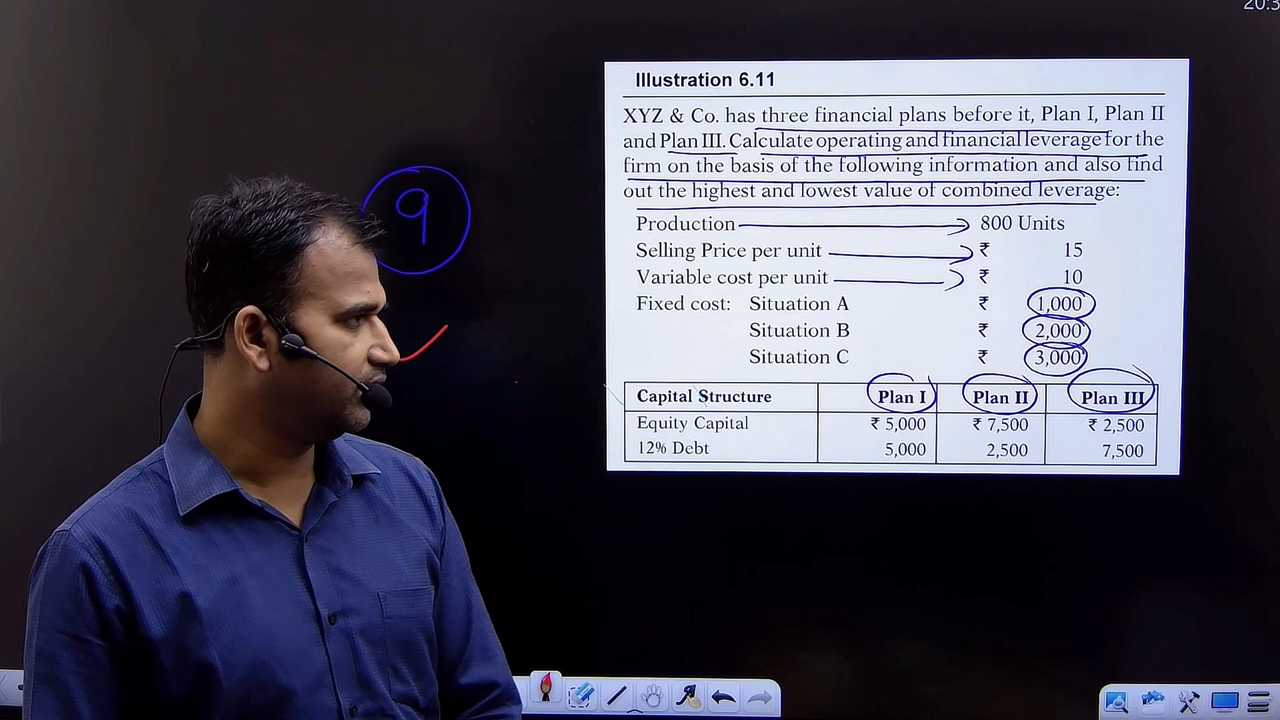 20:3
Illustration 6.11
XYZ & Co. has three financial plans before it, Plan I, Plan II
and Plan III. Calculate operating and financial leverage for the
firm on the basis of the following information and also find
out the highest and lowest value of combined leverage:
9
Production 800 Units
Selling Price per unit ₹ 15
Variable cost per unit ₹ 10
Fixed cost: Situation A ₹ 1,000
Situation B ₹ 2,000
Situation C ₹ 3,000
Capital Structure Plan I Plan II Plan III
Equity Capital ₹ 5,000 ₹ 7,500 ₹ 2,500
12% Debt 5,000 2,500 7,500